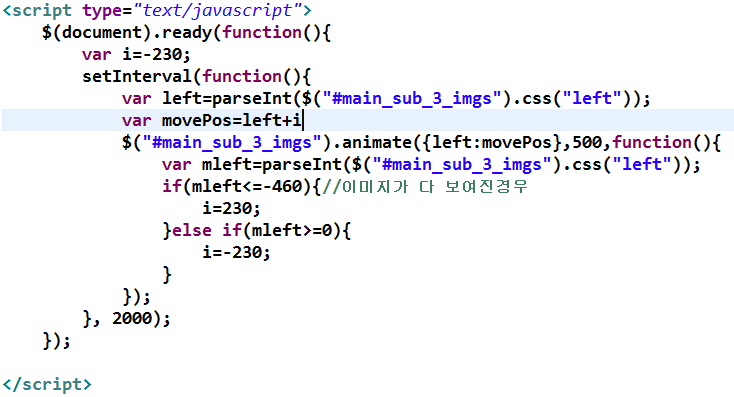 <script type="text/javascript">
    $(document).ready(function(){
        var i=-230;
        setInterval(function(){
            var left=parseInt($("#main_sub_3_imgs").css("left"));
            var movePos=left+i
            $("#main_sub_3_imgs").animate({left:movePos},500,function(){
                var mleft=parseInt($("#main_sub_3_imgs").css("left"));
                if(mleft<=-460){//이미지가 다 보여진경우
                    i=230;
                }else if(mleft>=0){
                    i=-230;
                }
            });
        }, 2000);
    });
</script>